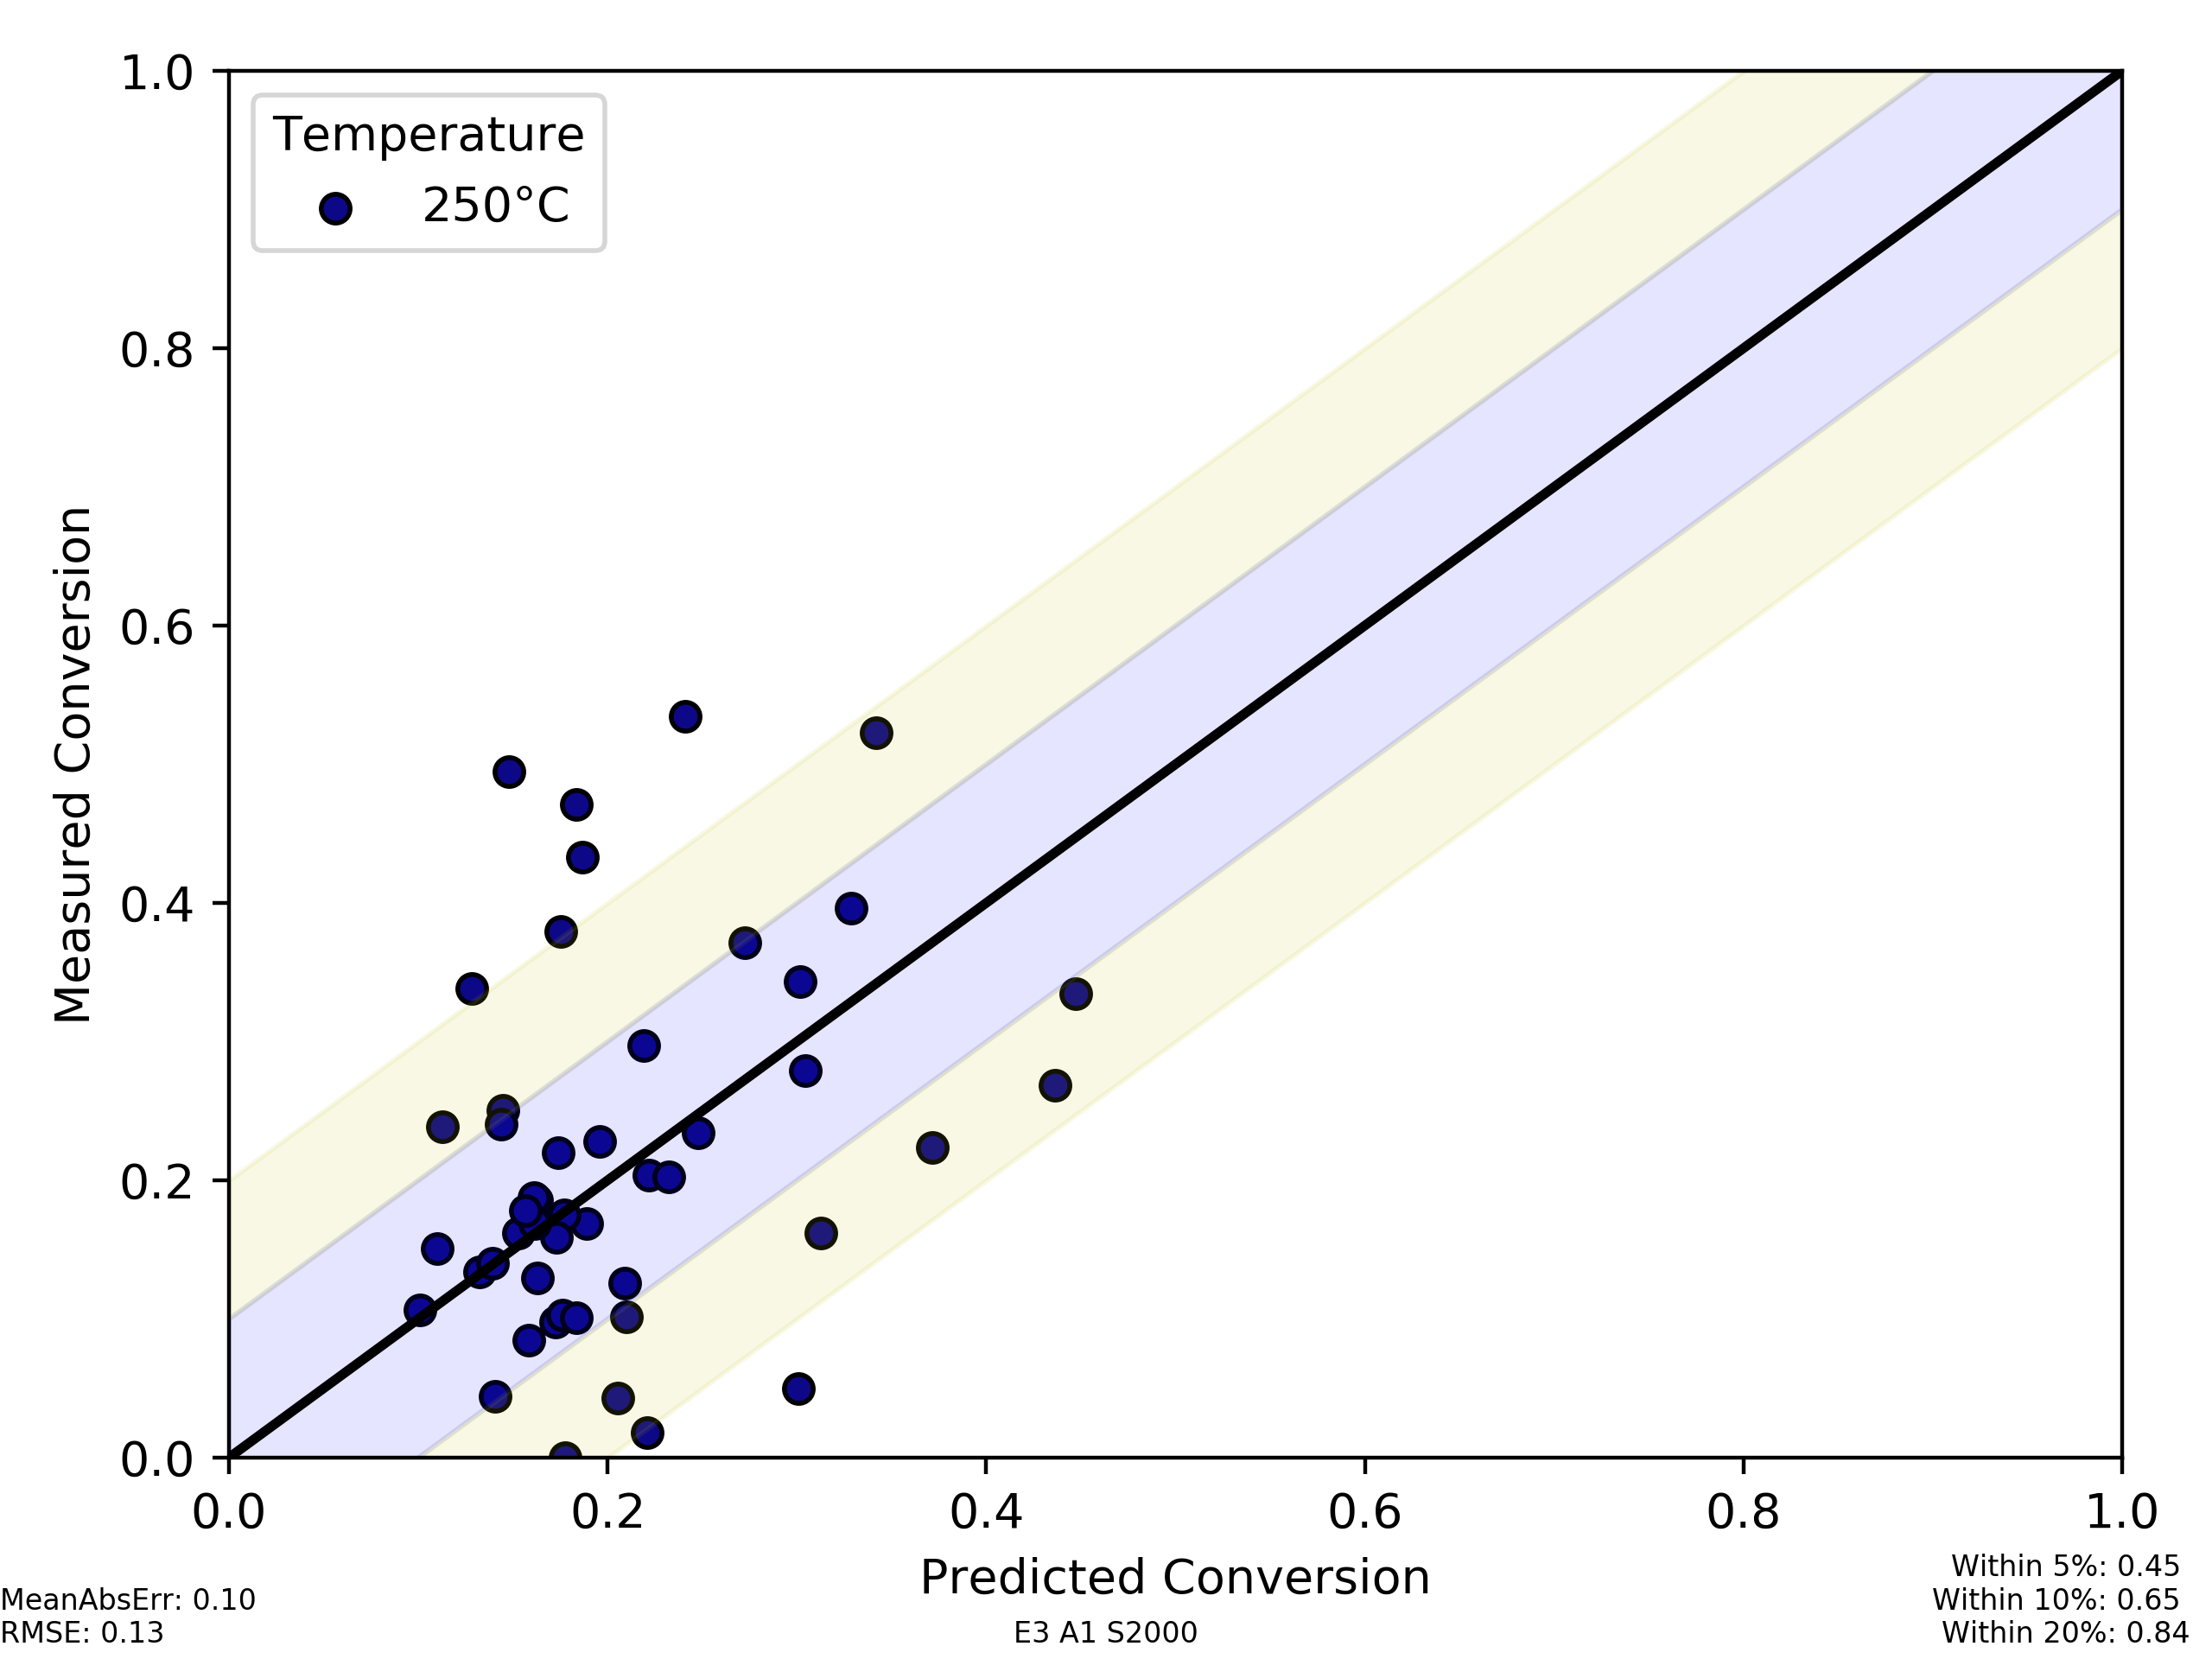 1.0
Temperature
250°C
0.8
0.6
0.4
0.2
0.0
Measured Conversion
0.0 0.2 0.4 0.6 0.8 1.0
Predicted Conversion
MeanAbsErr: 0.10
RMSE: 0.13
E3 A1 S2000
Within 5%: 0.45
Within 10%: 0.65
Within 20%: 0.84